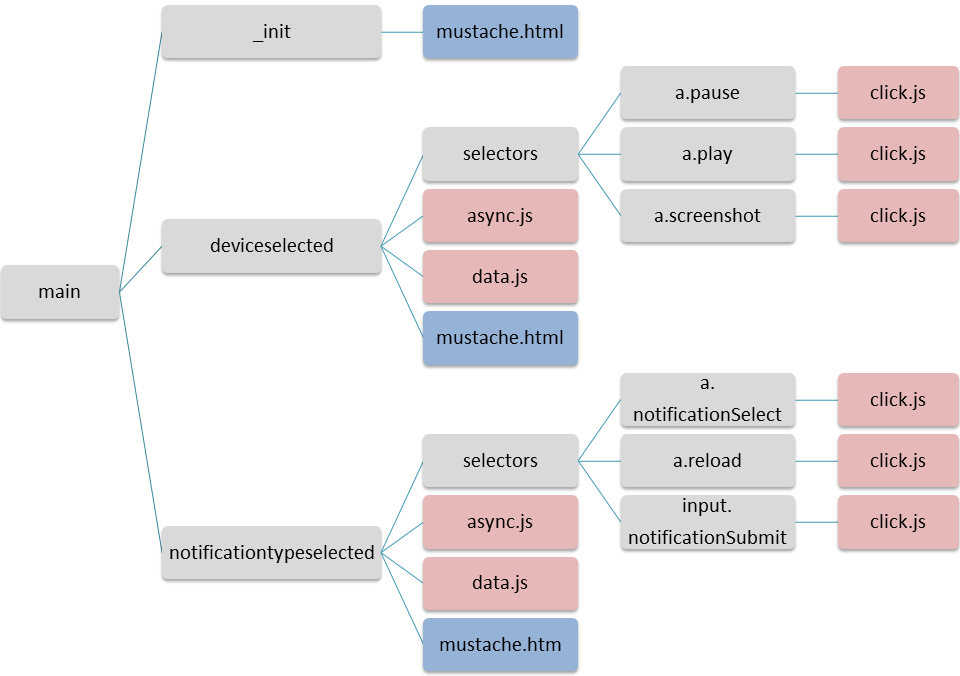 main
_init
mustache.html
deviceselected
selectors
a.pause
click.js
a.play
click.js
a.screenshot
click.js
async.js
data.js
mustache.html
notificationtypeselected
selectors
a.
notificationSelect
click.js
a.reload
click.js
input.
notificationSubmit
click.js
async.js
data.js
mustache.htm